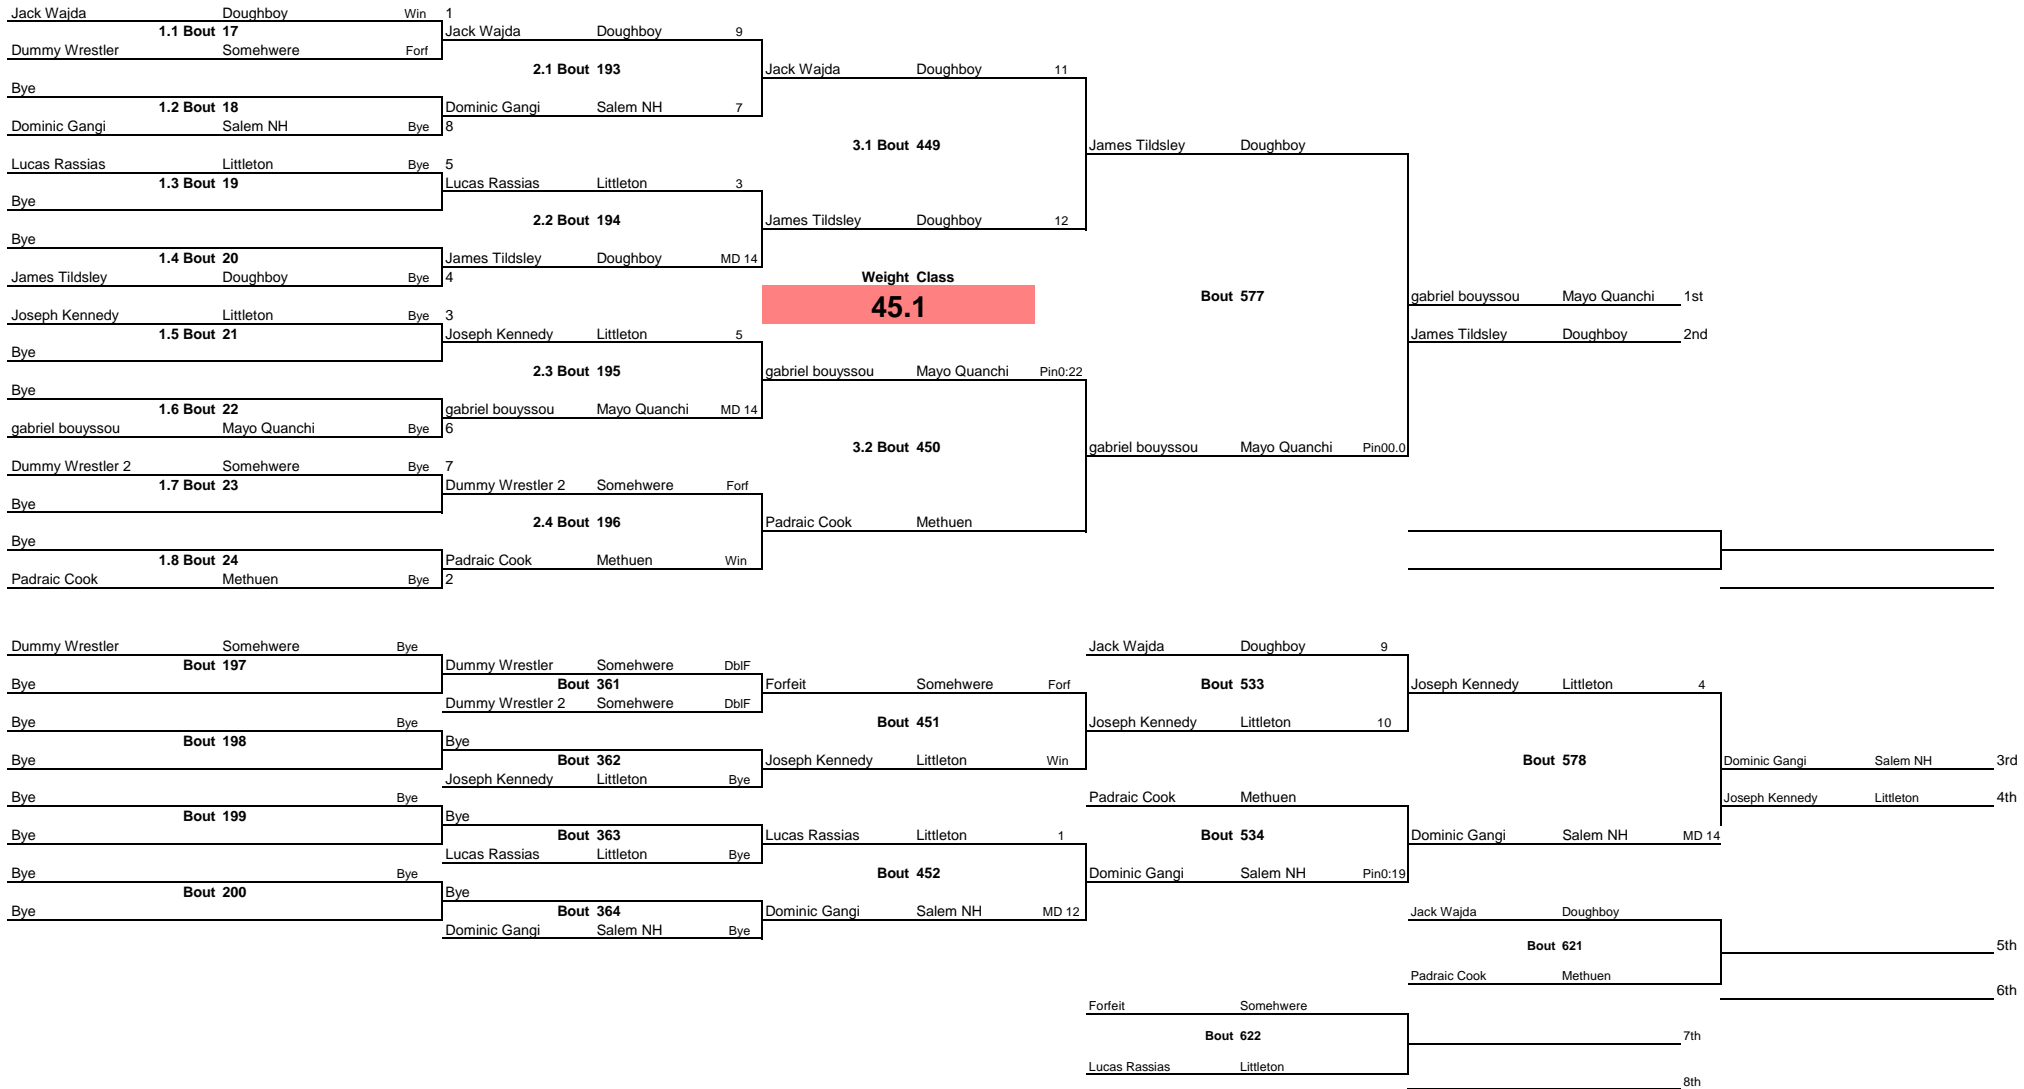 Jack Wajda Doughboy Win 1
1.1 Bout 17 Jack Wajda Doughboy 9
Dummy Wrestler Somehwere Forf
2.1 Bout 193 Jack Wajda Doughboy 11
Bye
1.2 Bout 18 Dominic Gangi Salem NH 7
Dominic Gangi Salem NH Bye 8
3.1 Bout 449 James Tildsley Doughboy
Lucas Rassias Littleton Bye 5
1.3 Bout 19 Lucas Rassias Littleton 3
Bye
2.2 Bout 194 James Tildsley Doughboy 12
Bye
1.4 Bout 20 James Tildsley Doughboy MD 14
James Tildsley Doughboy Bye 4 Weight Class
Bout 577 gabriel bouyssou Mayo Quanchi 1st
45.1
Joseph Kennedy Littleton Bye 3
1.5 Bout 21 Joseph Kennedy Littleton 5 James Tildsley Doughboy 2nd
Bye
2.3 Bout 195 gabriel bouyssou Mayo Quanchi Pin0:22
Bye
1.6 Bout 22 gabriel bouyssou Mayo Quanchi MD 14
gabriel bouyssou Mayo Quanchi Bye 6
3.2 Bout 450 gabriel bouyssou Mayo Quanchi Pin00.0
Dummy Wrestler 2 Somehwere Bye 7
1.7 Bout 23 Dummy Wrestler 2 Somehwere Forf
Bye
2.4 Bout 196 Padraic Cook Methuen
Bye
1.8 Bout 24 Padraic Cook Methuen Win
Padraic Cook Methuen Bye 2
Dummy Wrestler Somehwere Bye Jack Wajda Doughboy 9
Bout 197 Dummy Wrestler Somehwere DblF
Bye Bout 361 Forfeit Somehwere Forf Bout 533 Joseph Kennedy Littleton 4
Dummy Wrestler 2 Somehwere DblF
Bye Bye Bout 451 Joseph Kennedy Littleton 10
Bout 198 Bye
Bye Bout 362 Joseph Kennedy Littleton Win Bout 578 Dominic Gangi Salem NH 3rd
Joseph Kennedy Littleton Bye
Bye Bye Padraic Cook Methuen Joseph Kennedy Littleton 4th
Bout 199 Bye
Bye Bout 363 Lucas Rassias Littleton 1 Bout 534 Dominic Gangi Salem NH MD 14
Lucas Rassias Littleton Bye
Bye Bye Bout 452 Dominic Gangi Salem NH Pin0:19
Bout 200 Bye
Bye Bout 364 Dominic Gangi Salem NH MD 12 Jack Wajda Doughboy
Dominic Gangi Salem NH Bye
Bout 621 5th
Padraic Cook Methuen
6th
Forfeit Somehwere
Bout 622 7th
Lucas Rassias Littleton
8th